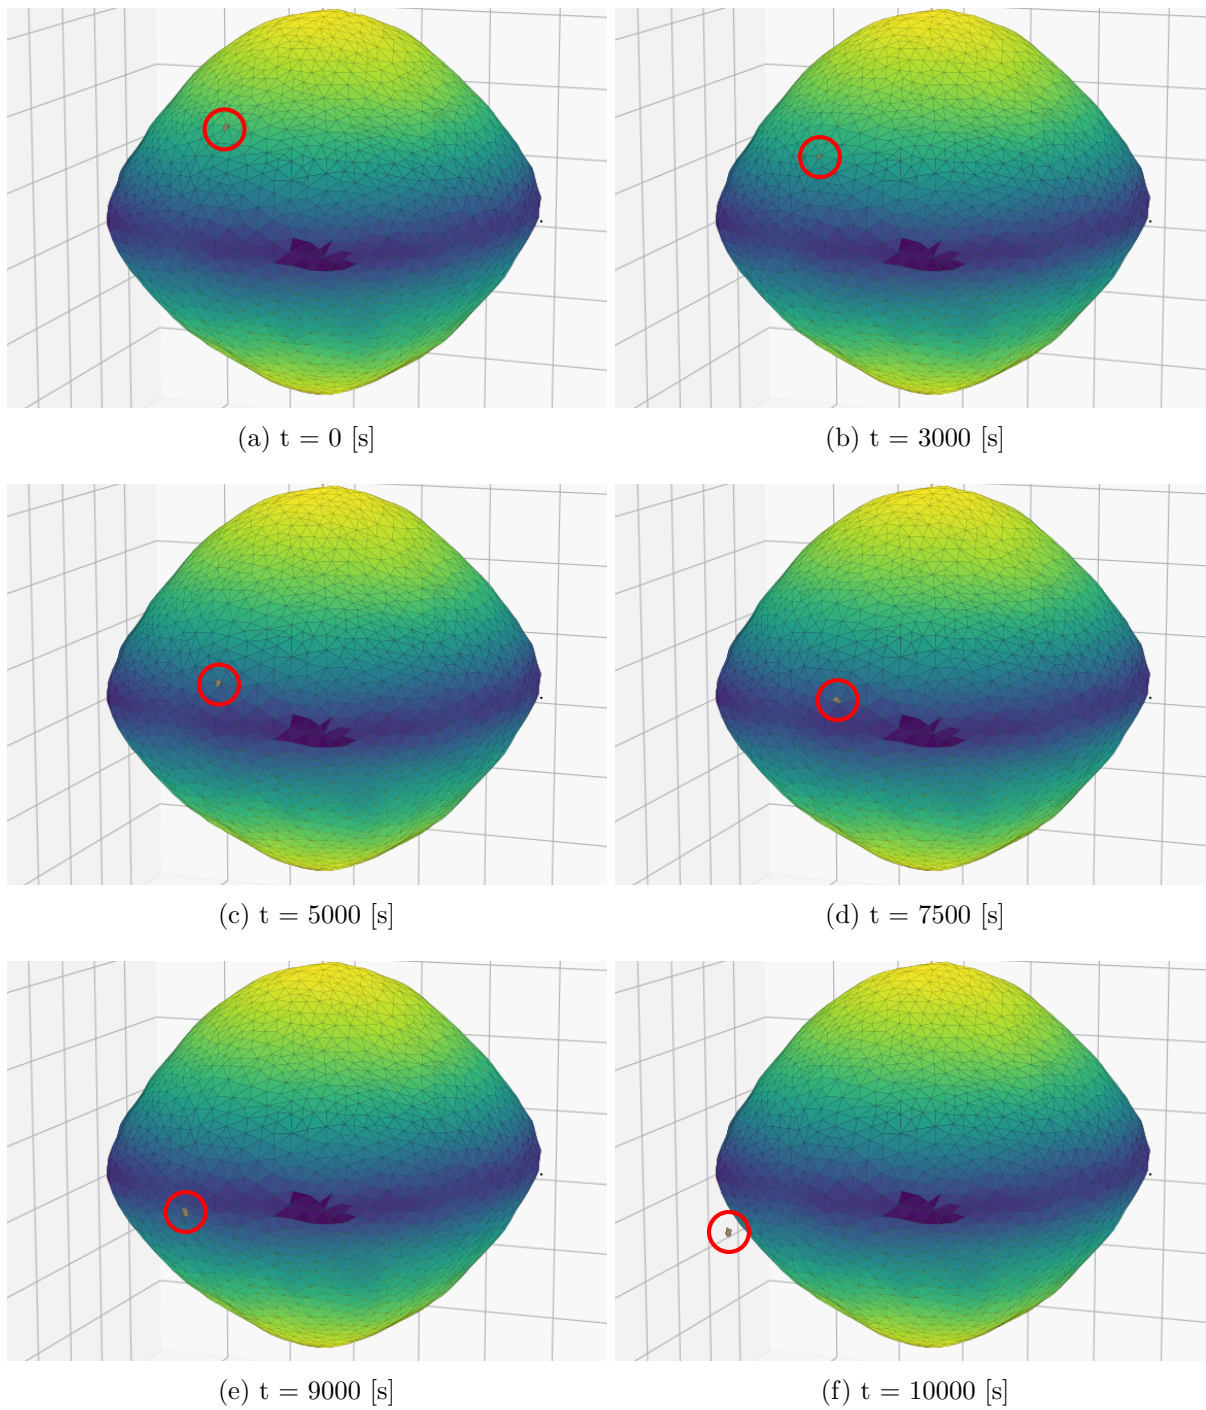 (a) t = 0 [s]
(b) t = 3000 [s]
(c) t = 5000 [s]
(d) t = 7500 [s]
(e) t = 9000 [s]
(f) t = 10000 [s]